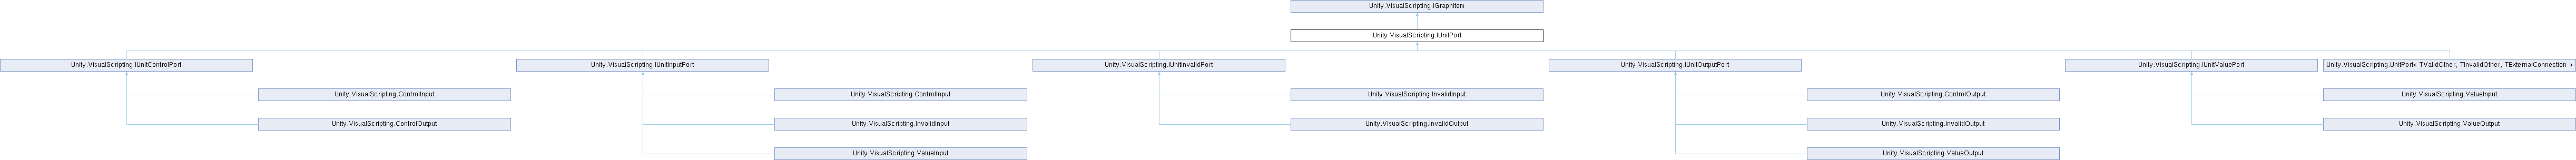 Unity.VisualScripting.IGraphItem
Unity.VisualScripting.IUnitPort
Unity.VisualScripting.IUnitControlPort
Unity.VisualScripting.IUnitInputPort
Unity.VisualScripting.IUnitInvalidPort
Unity.VisualScripting.IUnitOutputPort
Unity.VisualScripting.IUnitValuePort
Unity.VisualScripting.UnitPort< TValidOther, TInvalidOther, TExternalConnection >
Unity.VisualScripting.ControlInput
Unity.VisualScripting.ControlInput
Unity.VisualScripting.InvalidInput
Unity.VisualScripting.ControlOutput
Unity.VisualScripting.ValueInput
Unity.VisualScripting.ControlOutput
Unity.VisualScripting.InvalidInput
Unity.VisualScripting.InvalidOutput
Unity.VisualScripting.InvalidOutput
Unity.VisualScripting.ValueOutput
Unity.VisualScripting.ValueInput
Unity.VisualScripting.ValueOutput